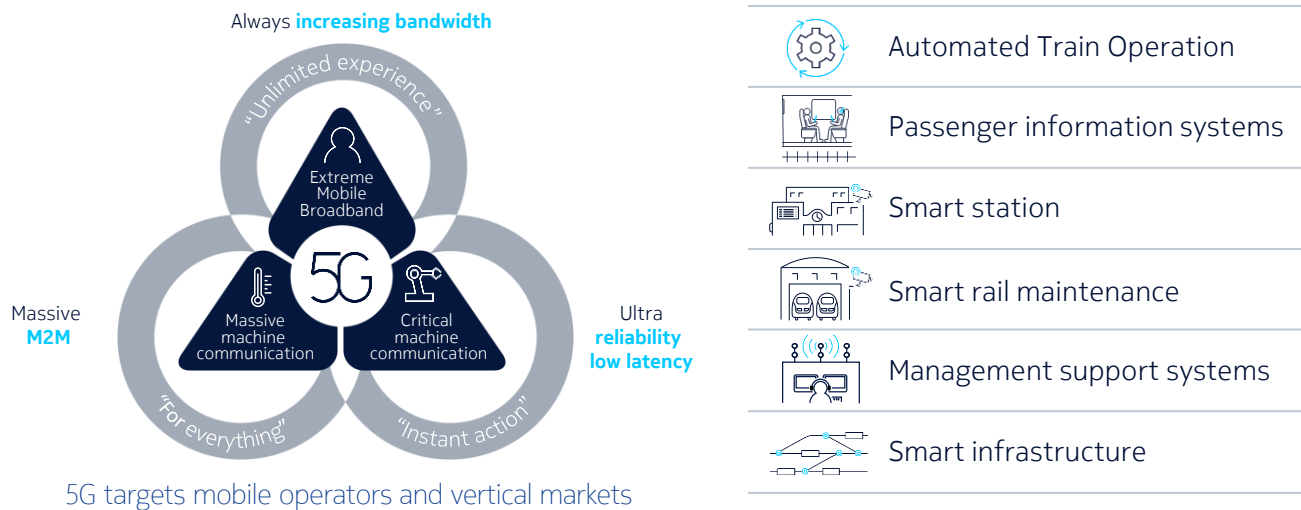 Always increasing bandwidth
"Unlimited experience"
Extreme
Mobile
Broadband
5G
Massive
machine
communication
Critical
machine
communication
Massive
M2M
Ultra
reliability
low latency
"For everything"
"Instant action"
5G targets mobile operators and vertical markets
Automated Train Operation
Passenger information systems
Smart station
Smart rail maintenance
Management support systems
Smart infrastructure